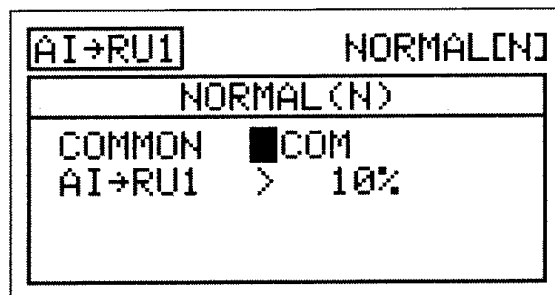 AI→RU1 NORMAL[N]
NORMAL(N)
COMMON █COM
AI→RU1 > 10%